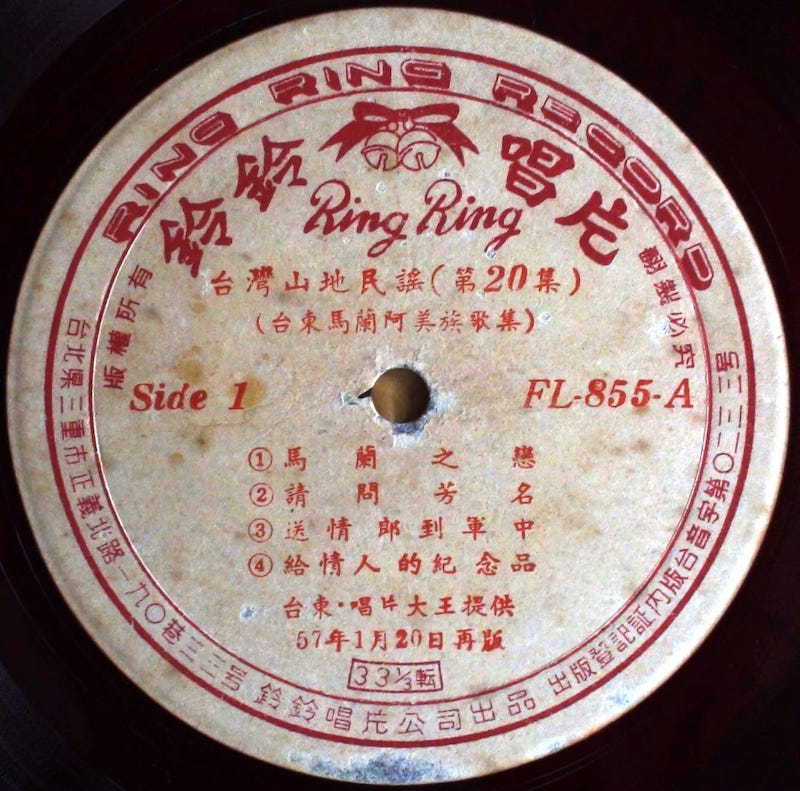 RING RING RECORD
鈴鈴唱片
Ring Ring
版權所有
翻製必究
台灣山地民謠(第20集)
(台東馬蘭阿美族歌集)
Side 1
FL-855-A
①馬蘭之戀
②請問芳名
③送情郎到軍中
④給情人的紀念品
台東・唱片大王提供
57年1月20日再版
33⅓転
台北県三重市正義北路一九〇巷三三号 鈴鈴唱片公司出品 出版登記証內版台音字第〇二二三号